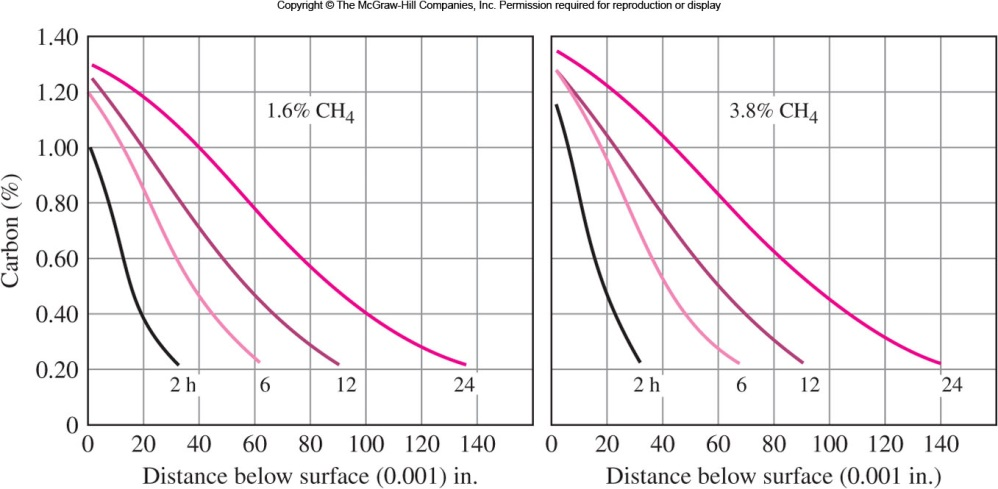 Copyright © The McGraw-Hill Companies, Inc. Permission required for reproduction or display
Carbon (%)
1.40
1.20
1.00
0.80
0.60
0.40
0.20
0
1.6% CH₄
2 h 6 12 24
0 20 40 60 80 100 120 140
Distance below surface (0.001) in.
3.8% CH₄
2 h 6 12 24
0 20 40 60 80 100 120 140
Distance below surface (0.001 in.)